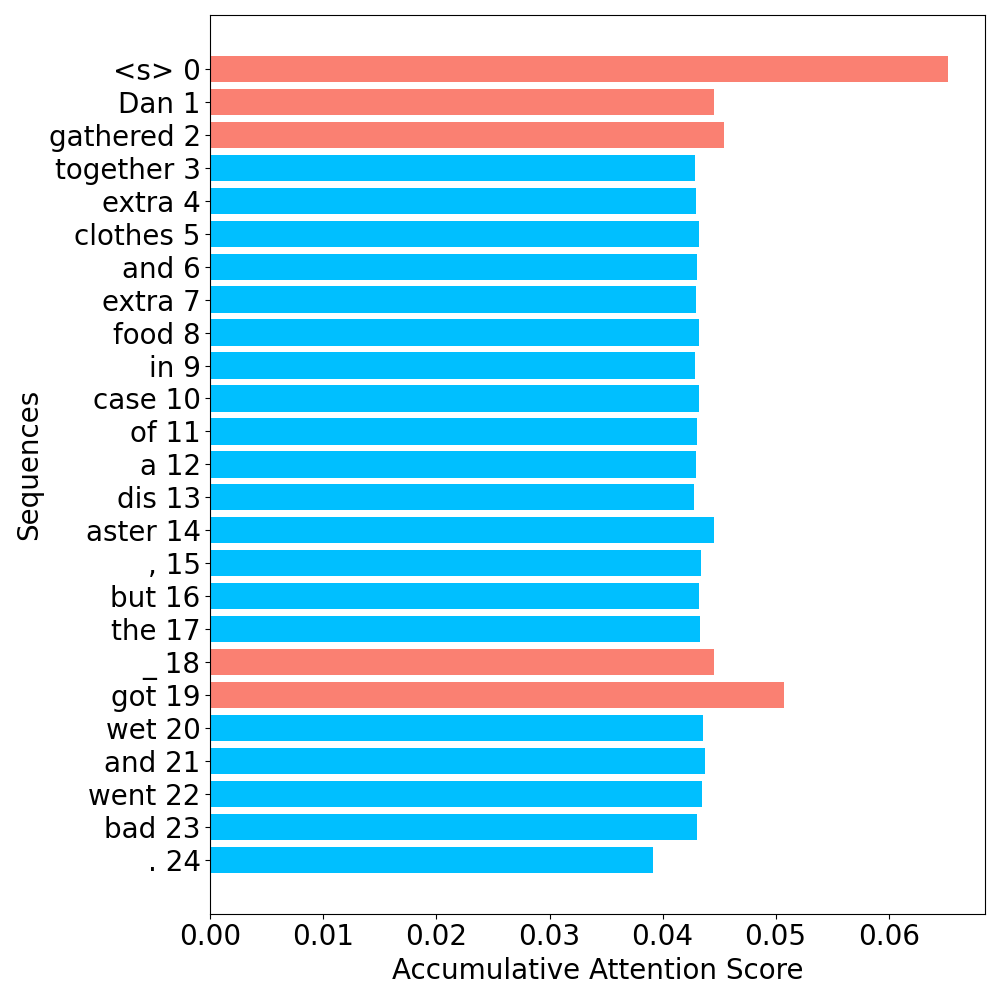 <s> 0
Dan 1
gathered 2
together 3
extra 4
clothes 5
and 6
extra 7
food 8
in 9
case 10
of 11
a 12
dis 13
aster 14
, 15
but 16
the 17
_ 18
got 19
wet 20
and 21
went 22
bad 23
. 24
Sequences
0.00 0.01 0.02 0.03 0.04 0.05 0.06
Accumulative Attention Score